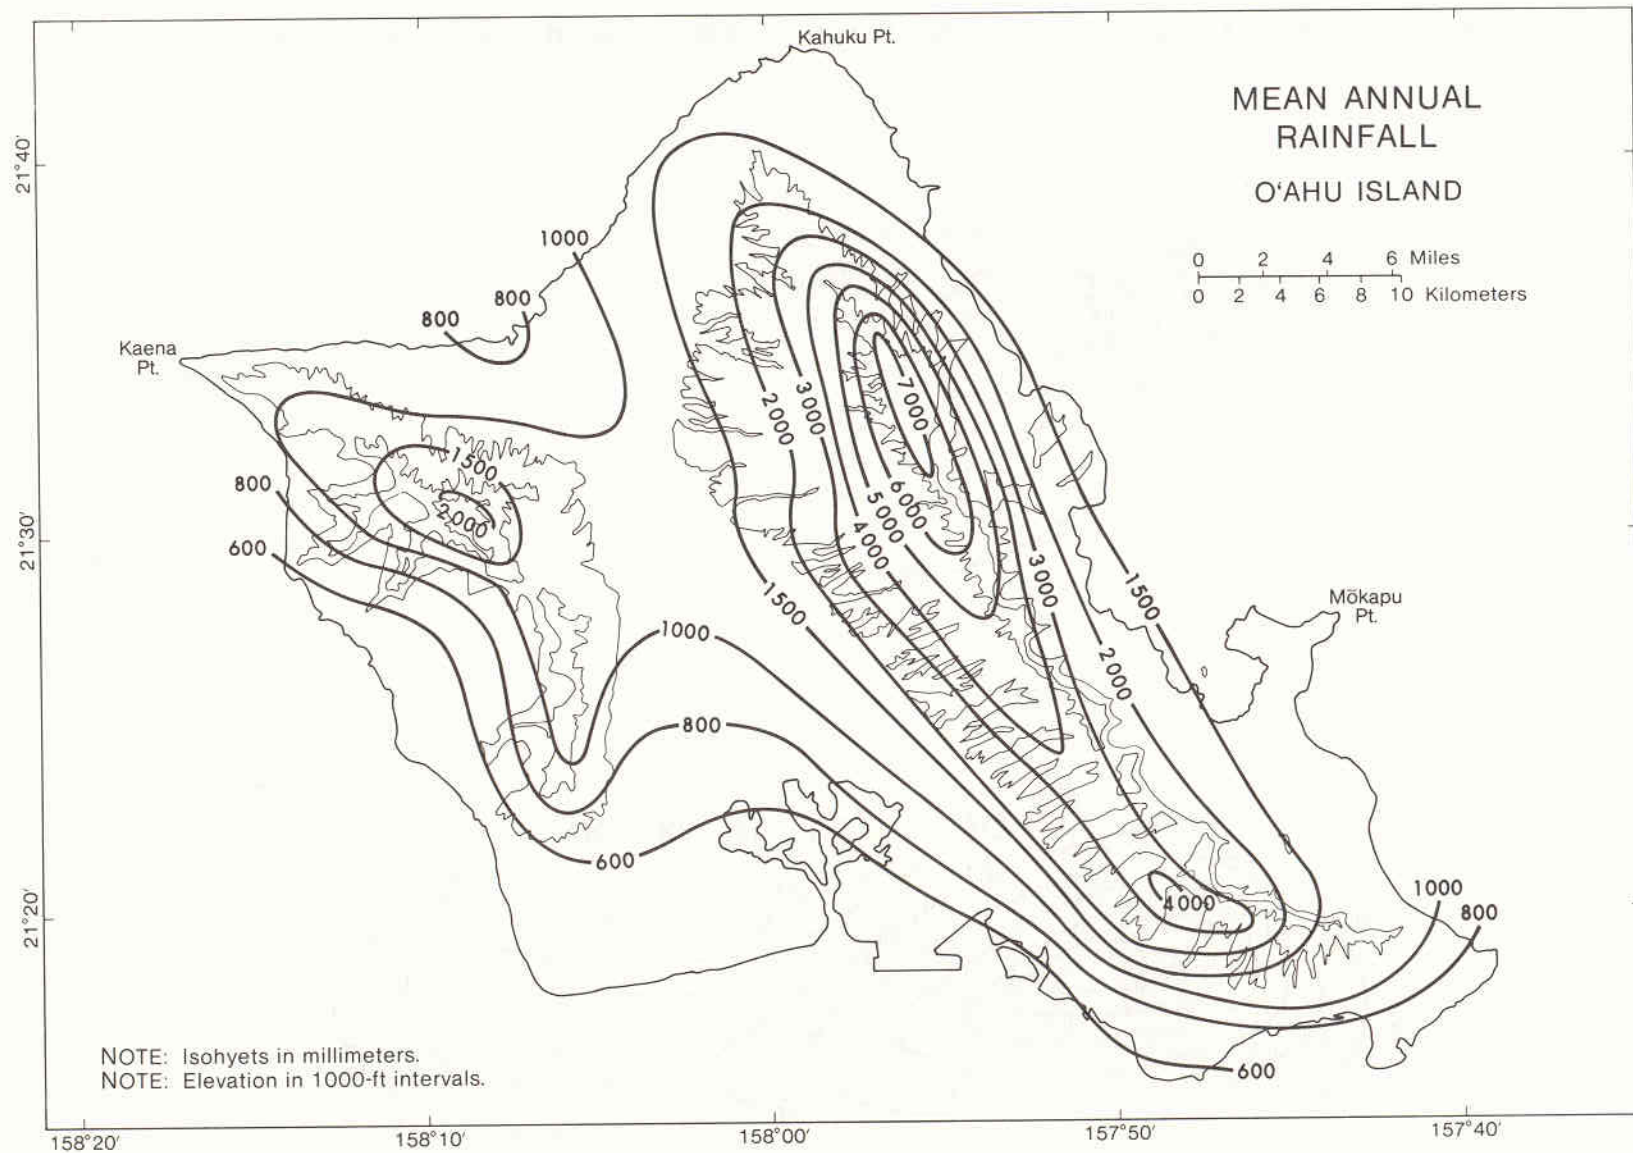 Kahuku Pt.
MEAN ANNUAL
RAINFALL
O'AHU ISLAND
21°40'
1000
0 2 4 6 Miles
0 2 4 6 8 10 Kilometers
800
800
Kaena
Pt.
7000
3000
2000
1500
800
2000
6000
5000
4000
21°30'
600
3000
1500
1500
Mōkapu
Pt.
1000
2000
800
600
4000
1000
800
21°20'
NOTE: Isohyets in millimeters.
NOTE: Elevation in 1000-ft intervals.
600
158°20'
158°10'
158°00'
157°50'
157°40'